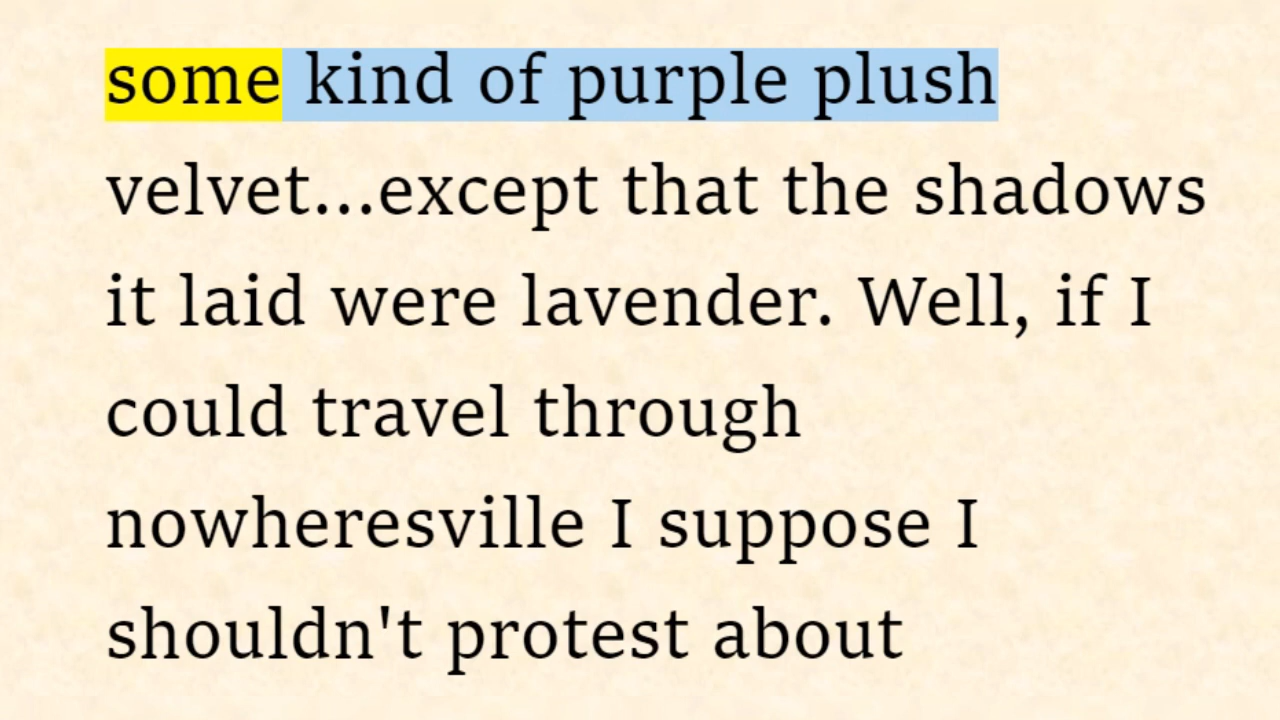 some kind of purple plush
velvet...except that the shadows
it laid were lavender. Well, if I
could travel through
nowheresville I suppose I
shouldn't protest about